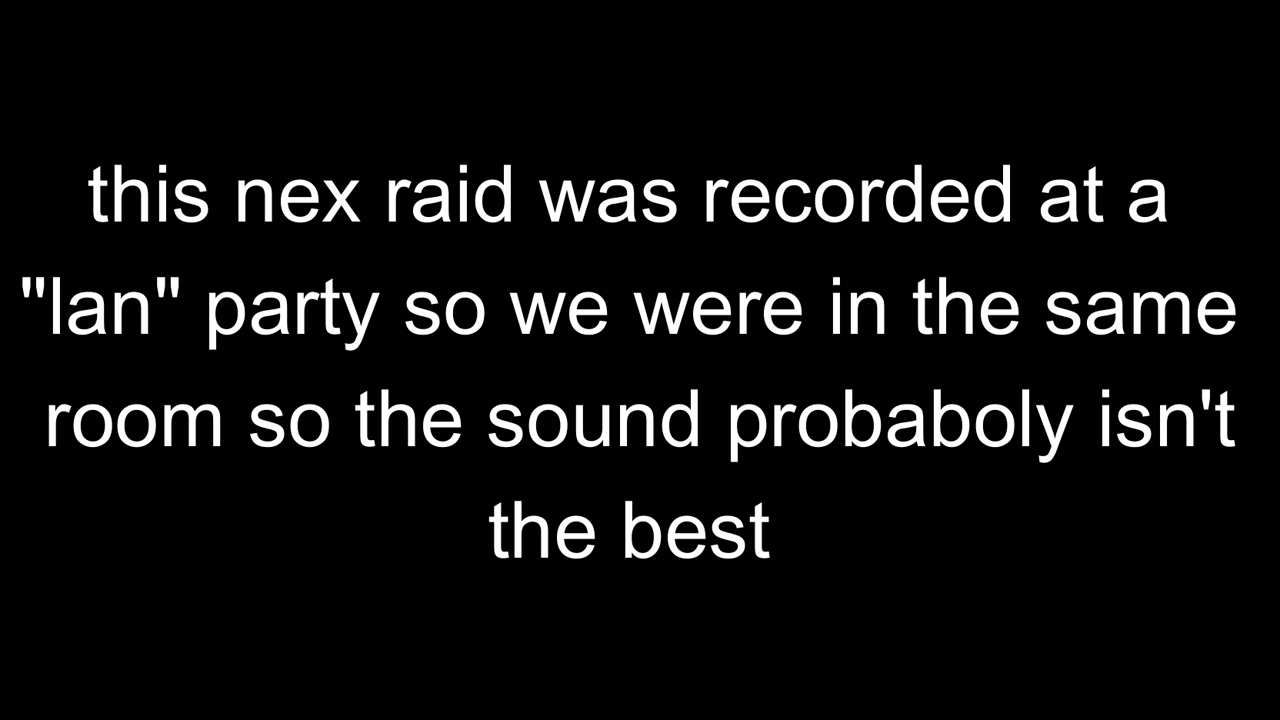 this nex raid was recorded at a
"lan" party so we were in the same
room so the sound probaboly isn't
the best